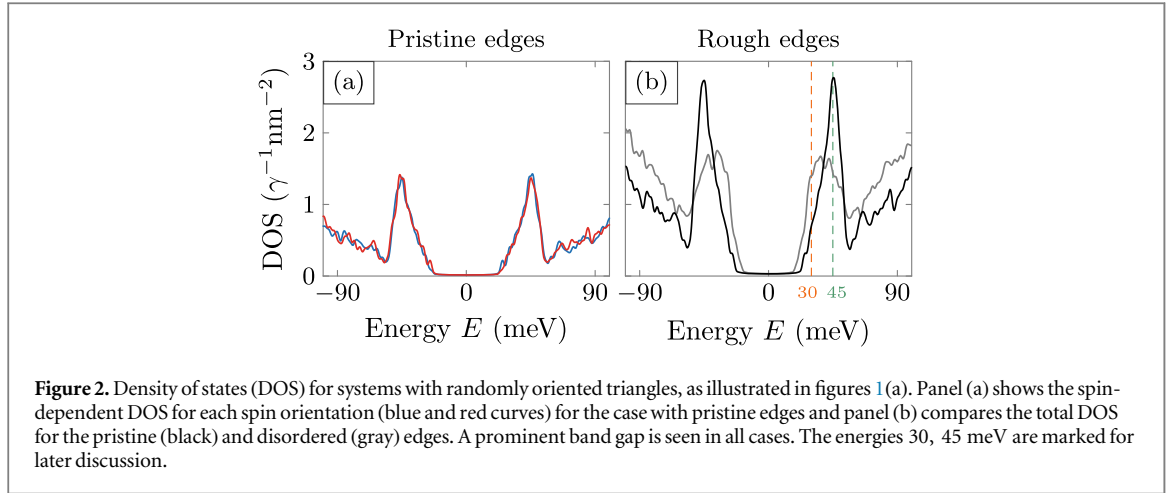 Pristine edges
Rough edges
(a)
(b)
3
2
1
0
DOS (γ⁻¹nm⁻²)
−90 0 90
−90 0 30 45 90
Energy E (meV)
Energy E (meV)
Figure 2. Density of states (DOS) for systems with randomly oriented triangles, as illustrated in figures 1(a). Panel (a) shows the spin-
dependent DOS for each spin orientation (blue and red curves) for the case with pristine edges and panel (b) compares the total DOS
for the pristine (black) and disordered (gray) edges. A prominent band gap is seen in all cases. The energies 30, 45 meV are marked for
later discussion.